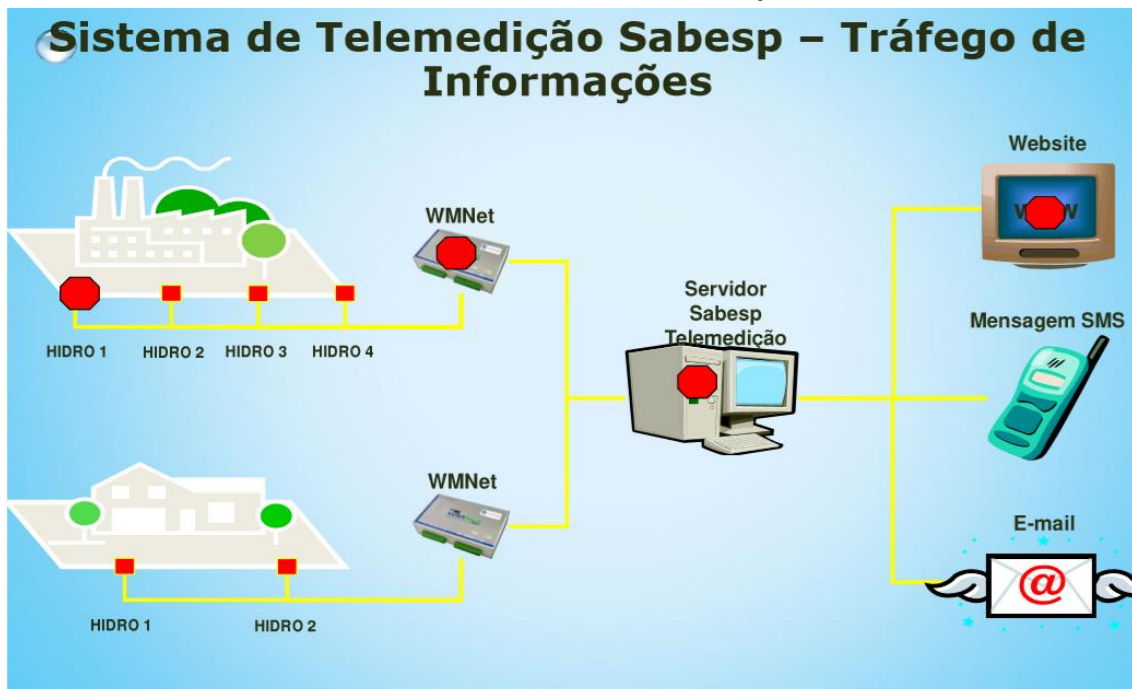 Sistema de Telemedição Sabesp – Tráfego de
Informações
Website
WMNet
Servidor
Sabesp
Telemedição
Mensagem SMS
HIDRO 1
HIDRO 2
HIDRO 3
HIDRO 4
WMNet
E-mail
@
HIDRO 1
HIDRO 2